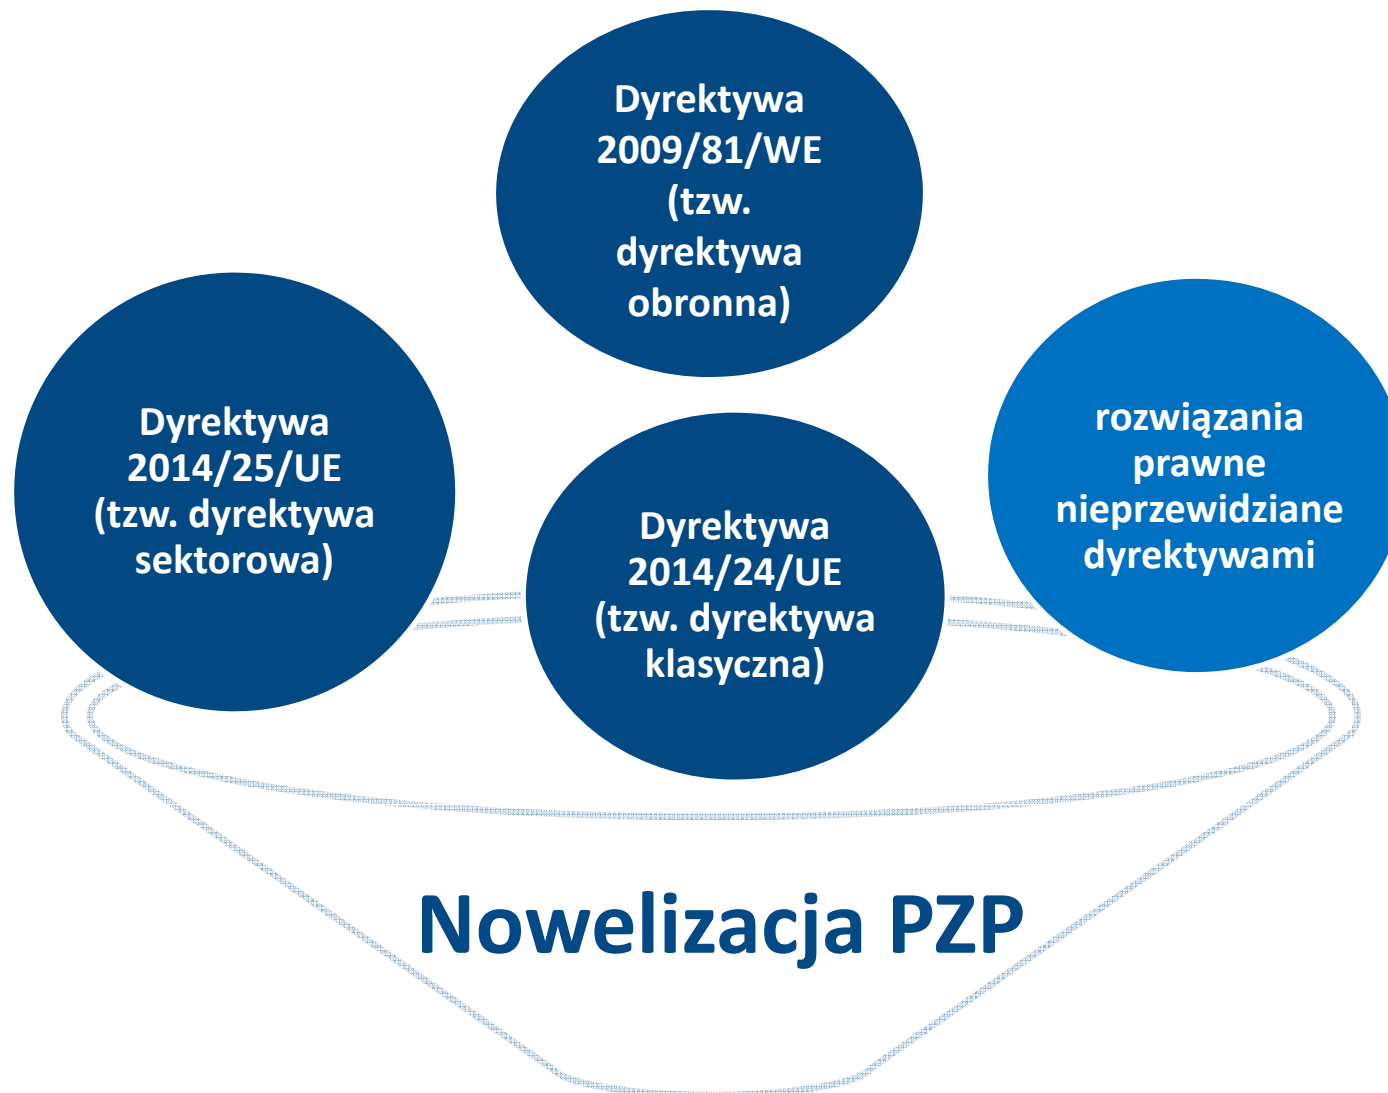 Dyrektywa
2009/81/WE
(tzw.
dyrektywa
obronna)
Dyrektywa
2014/25/UE
(tzw. dyrektywa
sektorowa)
Dyrektywa
2014/24/UE
(tzw. dyrektywa
klasyczna)
rozwiązania
prawne
nieprzewidziane
dyrektywami
Nowelizacja PZP